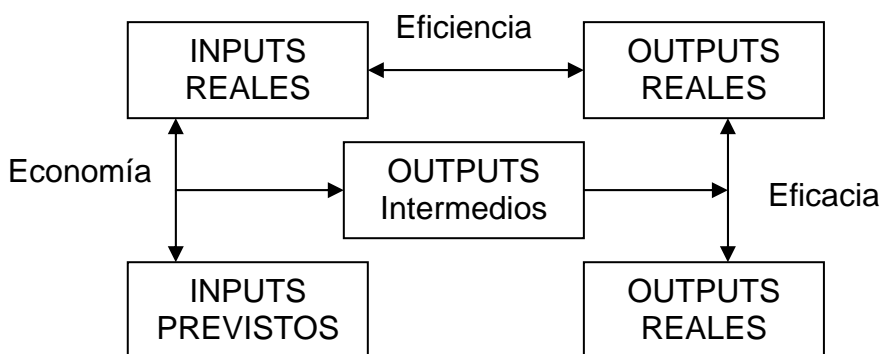 Eficiencia
INPUTS
REALES
OUTPUTS
REALES
Economía
OUTPUTS
Intermedios
Eficacia
INPUTS
PREVISTOS
OUTPUTS
REALES